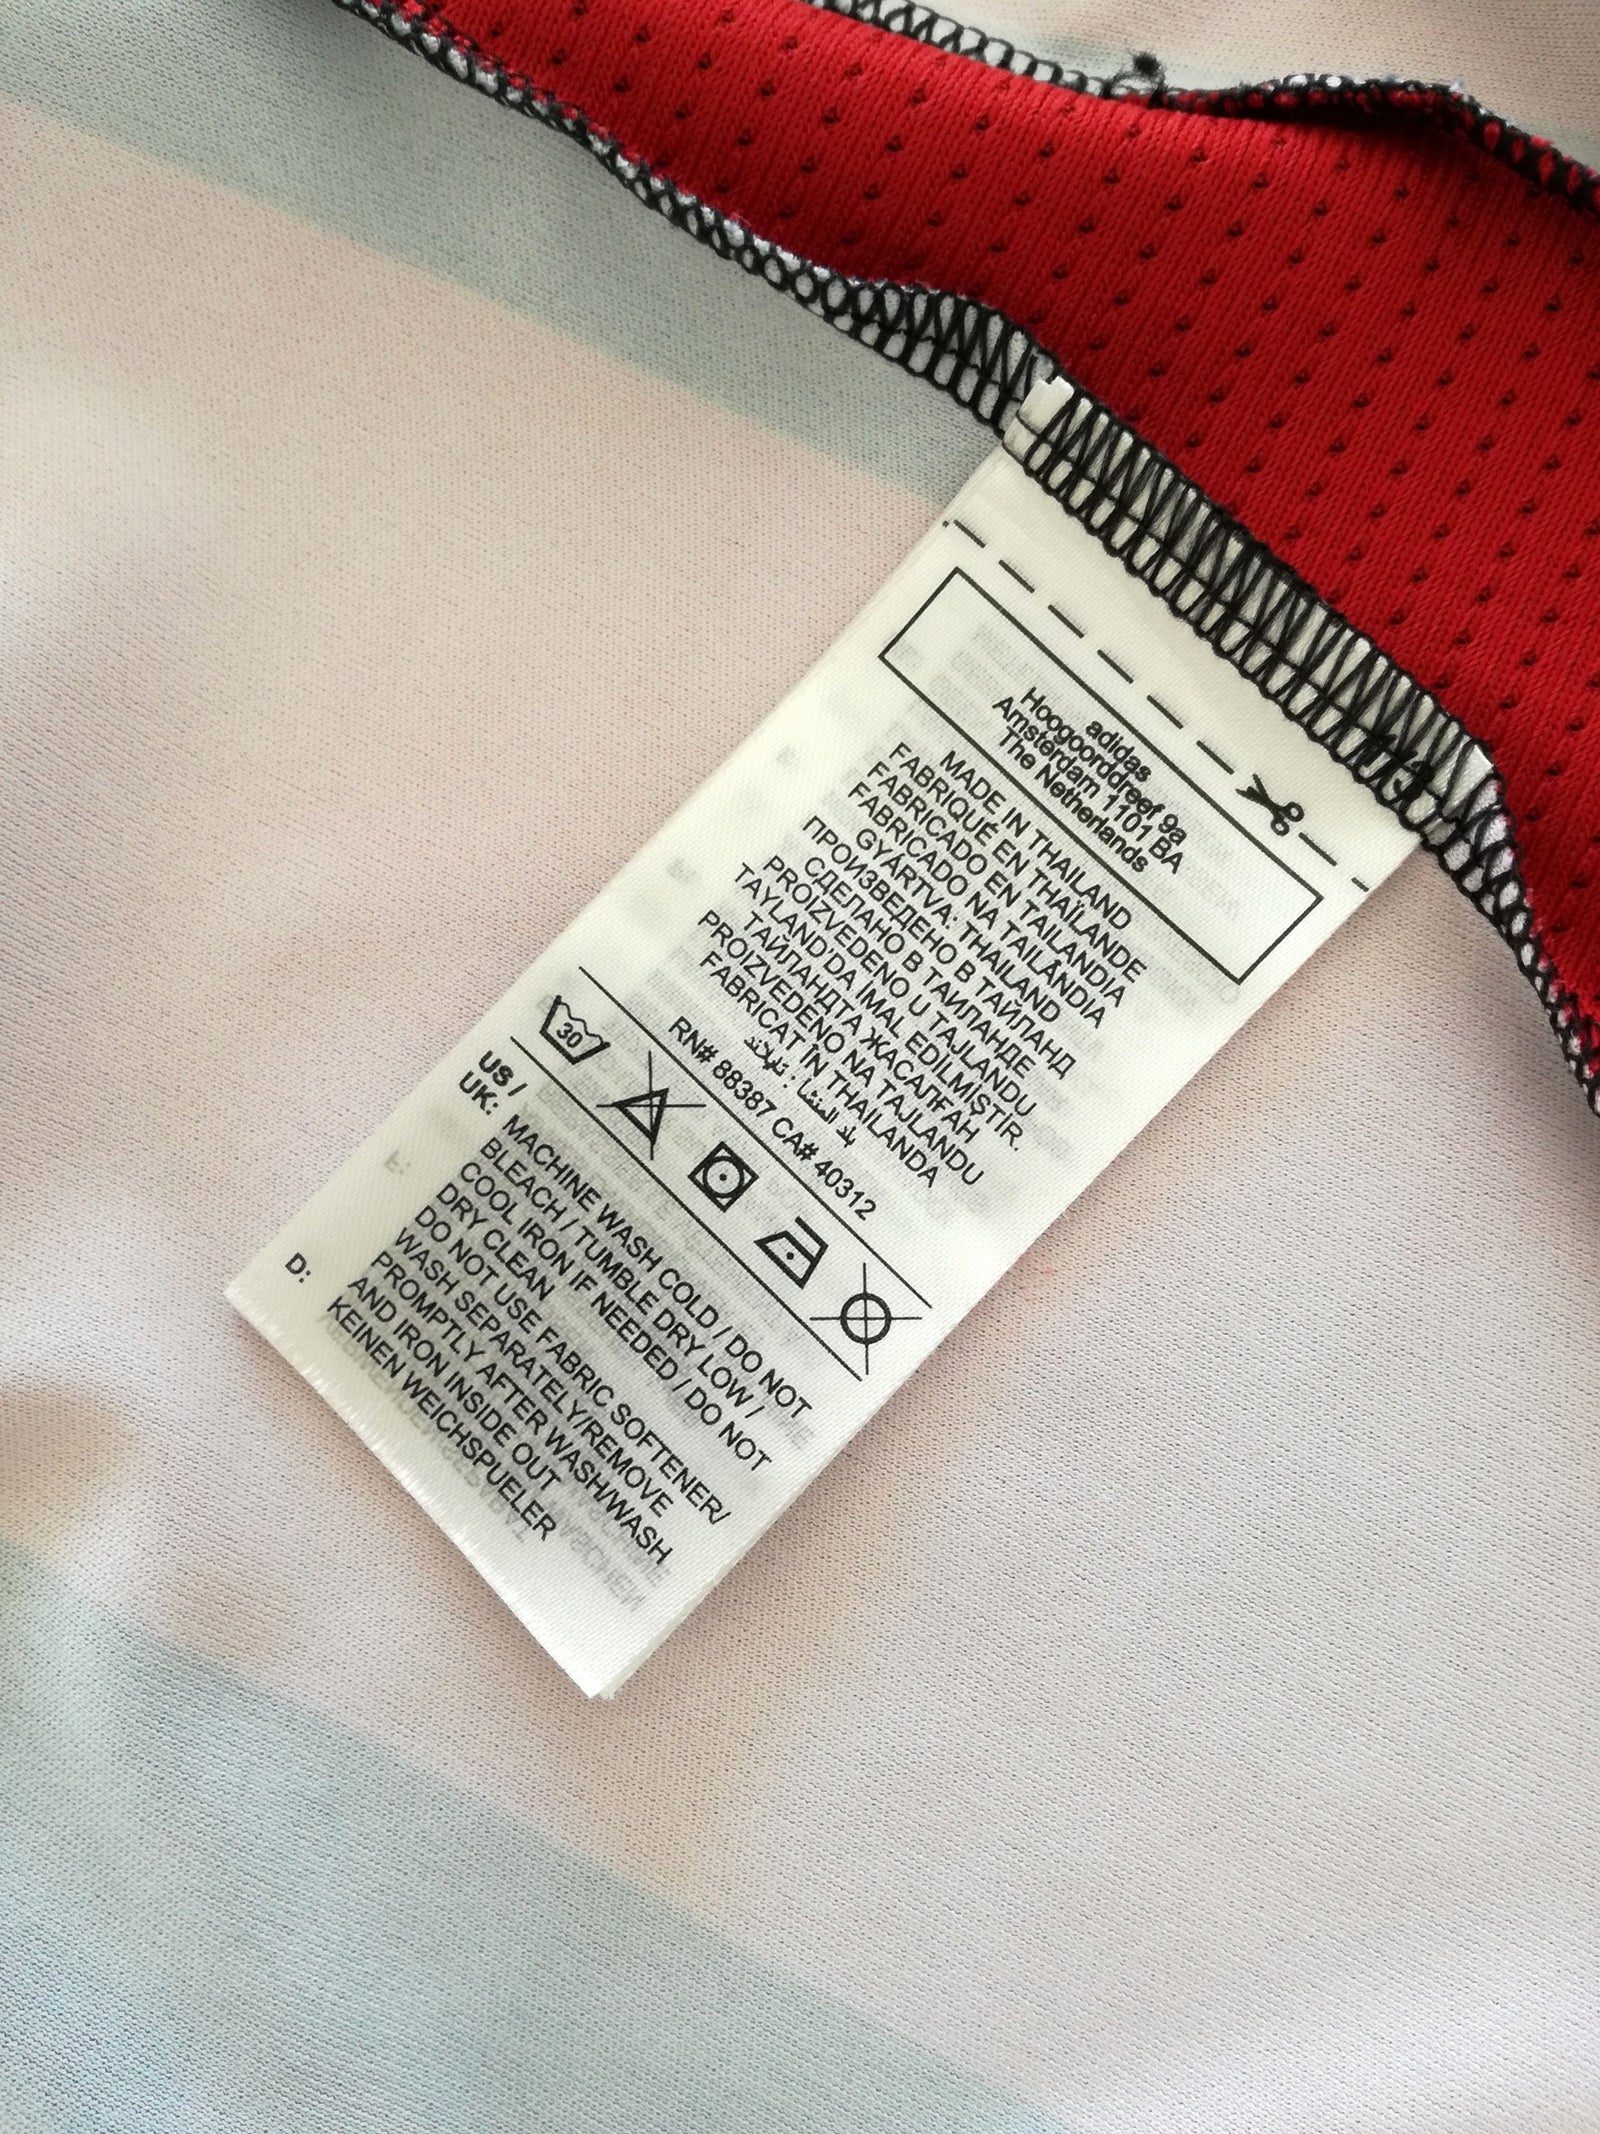 adidas
Hoogoorddreef 9a
Amsterdam 1101 BA
The Netherlands
MADE IN THAILAND
FABRIQUÉ EN THAÏLANDE
FABRICADO EN TAILANDIA
FABRICADO NA TAILÂNDIA
GYÁRTVA: THAILAND
ПРОИЗВЕДЕНО В ТАЙЛАНД
СДЕЛАНО В ТАИЛАНДЕ
PROIZVEDENO U TAJLANDU
TAYLAND'DA İMAL EDİLMİŞTİR.
ТАЙЛАНДТА ЖАСАЛҒАН
PROIZVEDENO NA TAJLANDU
FABRICAT ÎN THAILANDA
بلد المنشأ : تايلاند
RN# 88387 CA# 40312
30
US /
UK: MACHINE WASH COLD / DO NOT
BLEACH / TUMBLE DRY LOW /
COOL IRON IF NEEDED / DO NOT
DRY CLEAN
DO NOT USE FABRIC SOFTENER/
WASH SEPARATELY/REMOVE
PROMPTLY AFTER WASH/WASH
AND IRON INSIDE OUT
D: KEINEN WEICHSPUELER